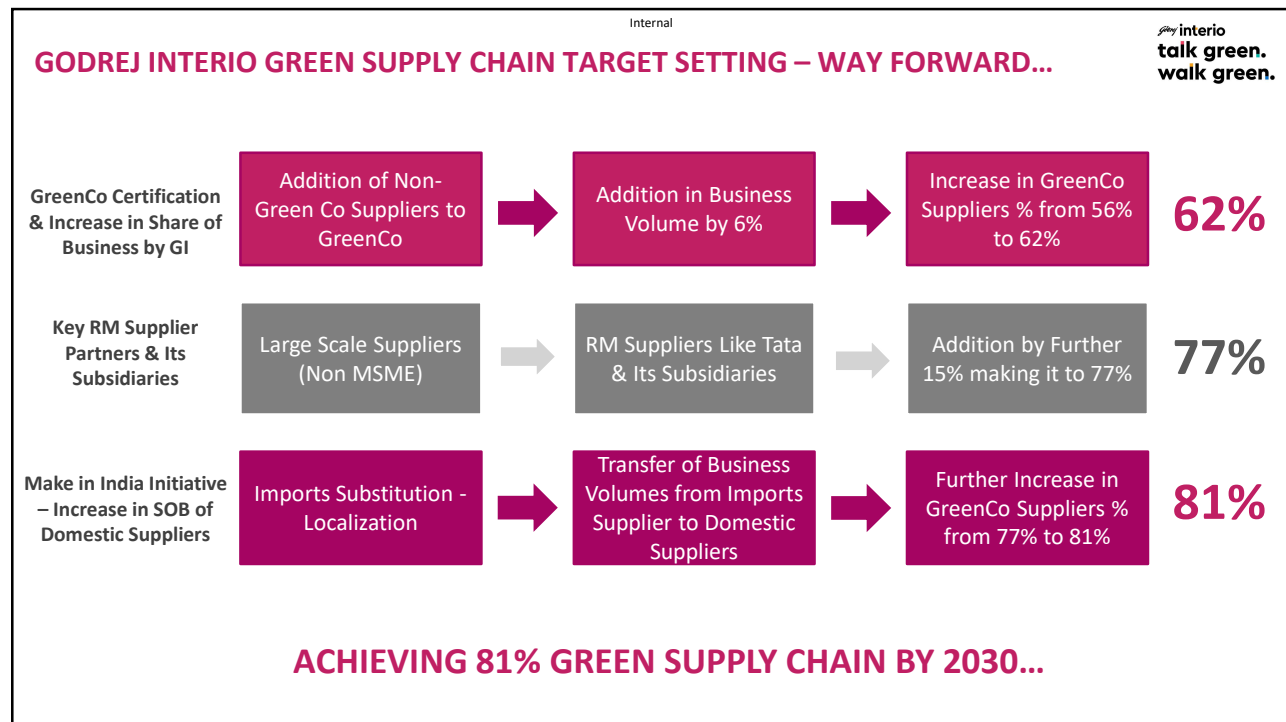 Internal
GODREJ INTERIO GREEN SUPPLY CHAIN TARGET SETTING – WAY FORWARD…
Godrej interio
talk green.
walk green.
GreenCo Certification
& Increase in Share of
Business by GI
Addition of Non-
Green Co Suppliers to
GreenCo
Addition in Business
Volume by 6%
Increase in GreenCo
Suppliers % from 56%
to 62%
62%
Key RM Supplier
Partners & Its
Subsidiaries
Large Scale Suppliers
(Non MSME)
RM Suppliers Like Tata
& Its Subsidiaries
Addition by Further
15% making it to 77%
77%
Make in India Initiative
– Increase in SOB of
Domestic Suppliers
Imports Substitution -
Localization
Transfer of Business
Volumes from Imports
Supplier to Domestic
Suppliers
Further Increase in
GreenCo Suppliers %
from 77% to 81%
81%
ACHIEVING 81% GREEN SUPPLY CHAIN BY 2030…